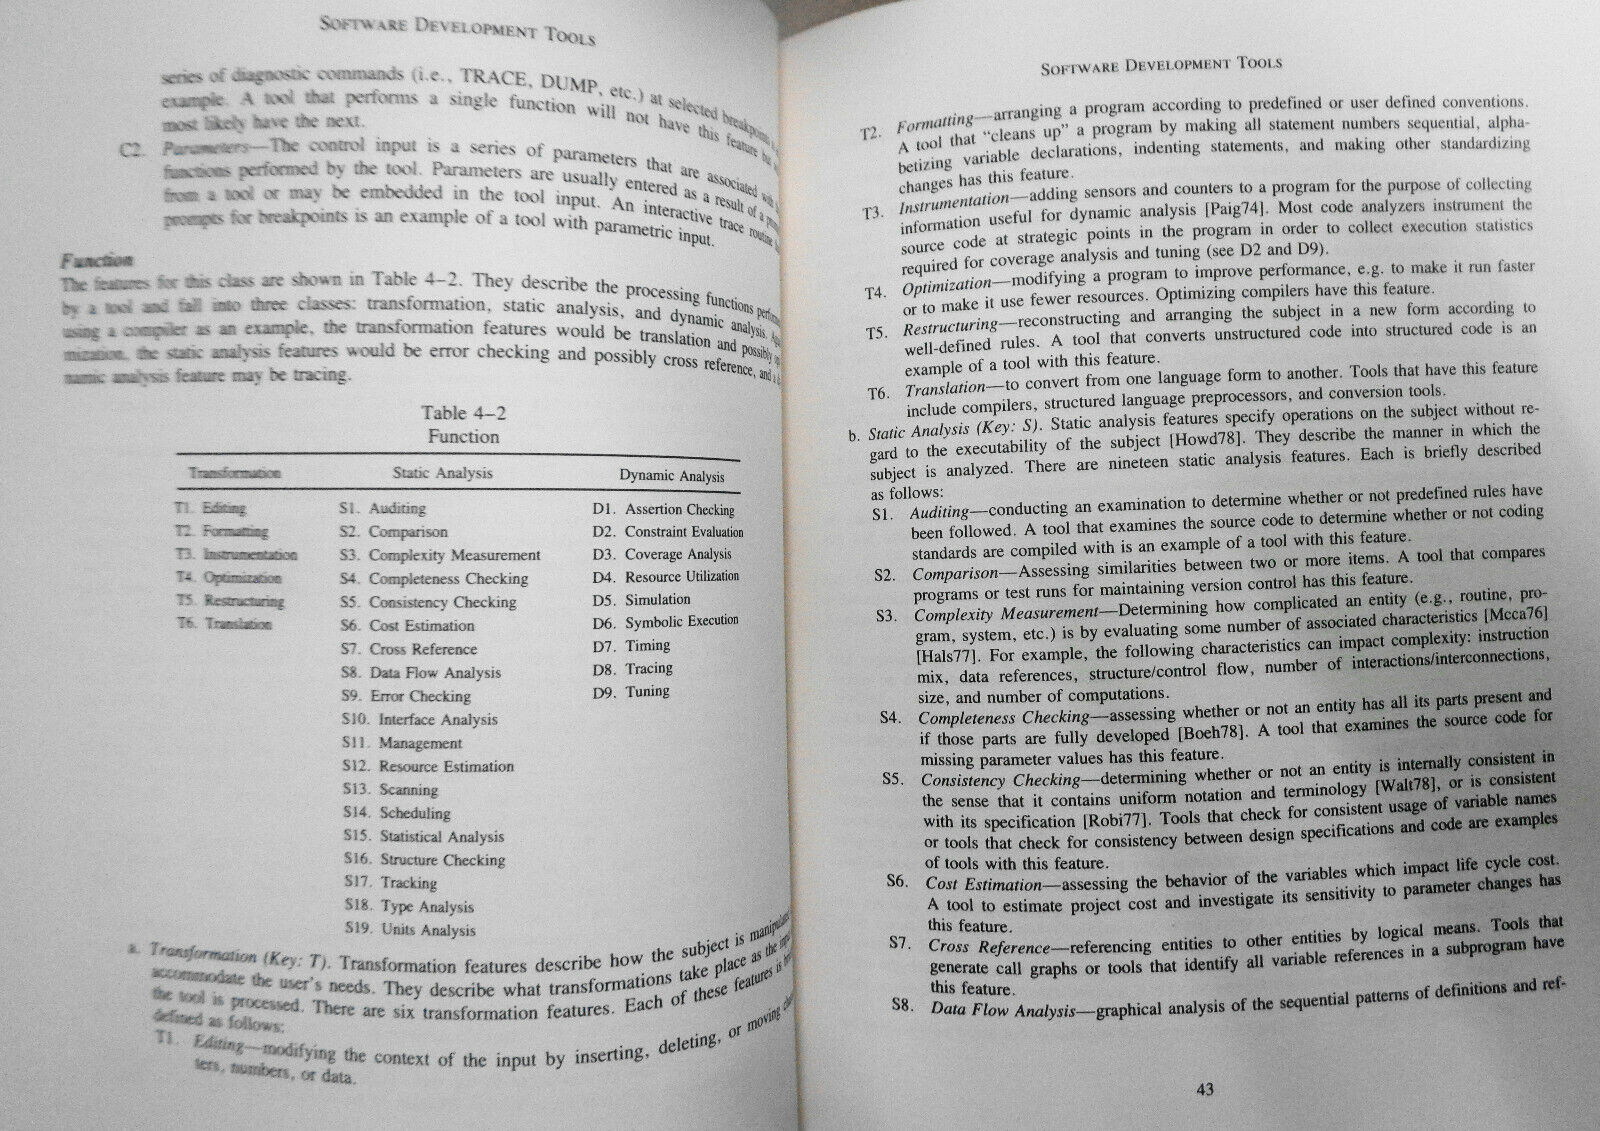 SOFTWARE DEVELOPMENT TOOLS
series of diagnostic commands (i.e., TRACE, DUMP, etc.) at selected breakpoints is
example. A tool that performs a single function will not have this feature but
most likely have the next.
C2. Parameters—The control input is a series of parameters that are associated with
functions performed by the tool. Parameters are usually entered as a result of a
from a tool or may be embedded in the tool input. An interactive trace routine
prompts for breakpoints is an example of a tool with parametric input.
Function
The features for this class are shown in Table 4–2. They describe the processing functions
by a tool and fall into three classes: transformation, static analysis, and dynamic analysis.
using a compiler as an example, the transformation features would be translation and possibly
mization, the static analysis features would be error checking and possibly cross reference, and a
namic analysis feature may be tracing.
Table 4–2
Function
Transformation Static Analysis Dynamic Analysis
T1. Editing S1. Auditing D1. Assertion Checking
T2. Formatting S2. Comparison D2. Constraint Evaluation
T3. Instrumentation S3. Complexity Measurement D3. Coverage Analysis
T4. Optimization S4. Completeness Checking D4. Resource Utilization
T5. Restructuring S5. Consistency Checking D5. Simulation
T6. Translation S6. Cost Estimation D6. Symbolic Execution
S7. Cross Reference D7. Timing
S8. Data Flow Analysis D8. Tracing
S9. Error Checking D9. Tuning
S10. Interface Analysis
S11. Management
S12. Resource Estimation
S13. Scanning
S14. Scheduling
S15. Statistical Analysis
S16. Structure Checking
S17. Tracking
S18. Type Analysis
S19. Units Analysis
a. Transformation (Key: T). Transformation features describe how the subject is
accommodate the user's needs. They describe what transformations take place as the
the tool is processed. There are six transformation features. Each of these features is
defined as follows:
T1. Editing—modifying the context of the input by inserting, deleting, or moving
ters, numbers, or data.
SOFTWARE DEVELOPMENT TOOLS
T2. Formatting—arranging a program according to predefined or user defined conventions.
A tool that “cleans up” a program by making all statement numbers sequential, alpha-
betizing variable declarations, indenting statements, and making other standardizing
changes has this feature.
T3. Instrumentation—adding sensors and counters to a program for the purpose of collecting
information useful for dynamic analysis [Paig74]. Most code analyzers instrument the
source code at strategic points in the program in order to collect execution statistics
required for coverage analysis and tuning (see D2 and D9).
T4. Optimization—modifying a program to improve performance, e.g. to make it run faster
or to make it use fewer resources. Optimizing compilers have this feature.
T5. Restructuring—reconstructing and arranging the subject in a new form according to
well-defined rules. A tool that converts unstructured code into structured code is an
example of a tool with this feature.
T6. Translation—to convert from one language form to another. Tools that have this feature
include compilers, structured language preprocessors, and conversion tools.
b. Static Analysis (Key: S). Static analysis features specify operations on the subject without re-
gard to the executability of the subject [Howd78]. They describe the manner in which the
subject is analyzed. There are nineteen static analysis features. Each is briefly described
as follows:
S1. Auditing—conducting an examination to determine whether or not predefined rules have
been followed. A tool that examines the source code to determine whether or not coding
standards are compiled with is an example of a tool with this feature.
S2. Comparison—Assessing similarities between two or more items. A tool that compares
programs or test runs for maintaining version control has this feature.
S3. Complexity Measurement—Determining how complicated an entity (e.g., routine, pro-
gram, system, etc.) is by evaluating some number of associated characteristics [Mcca76]
[Hals77]. For example, the following characteristics can impact complexity: instruction
mix, data references, structure/control flow, number of interactions/interconnections,
size, and number of computations.
S4. Completeness Checking—assessing whether or not an entity has all its parts present and
if those parts are fully developed [Boeh78]. A tool that examines the source code for
missing parameter values has this feature.
S5. Consistency Checking—determining whether or not an entity is internally consistent in
the sense that it contains uniform notation and terminology [Walt78], or is consistent
with its specification [Robi77]. Tools that check for consistent usage of variable names
or tools that check for consistency between design specifications and code are examples
of tools with this feature.
S6. Cost Estimation—assessing the behavior of the variables which impact life cycle cost.
A tool to estimate project cost and investigate its sensitivity to parameter changes has
this feature.
S7. Cross Reference—referencing entities to other entities by logical means. Tools that
generate call graphs or tools that identify all variable references in a subprogram have
this feature.
S8. Data Flow Analysis—graphical analysis of the sequential patterns of definitions and ref-
43